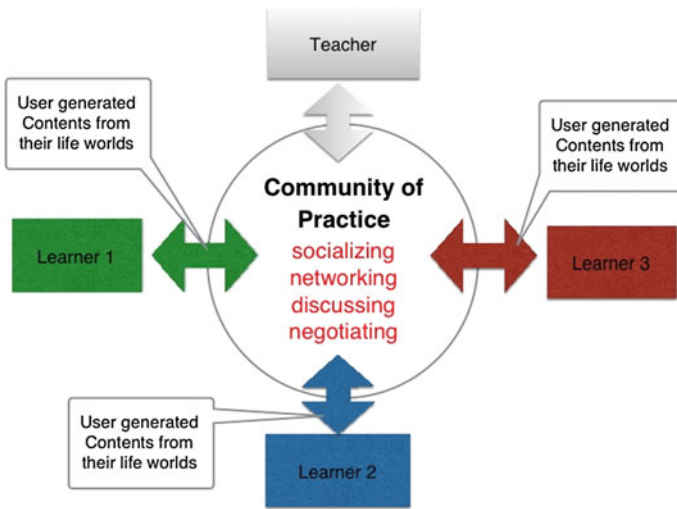 Teacher
User generated
Contents from
their life worlds
User generated
Contents from
their life worlds
Community of
Practice
socializing
networking
discussing
negotiating
Learner 1
Learner 3
User generated
Contents from
their life worlds
Learner 2